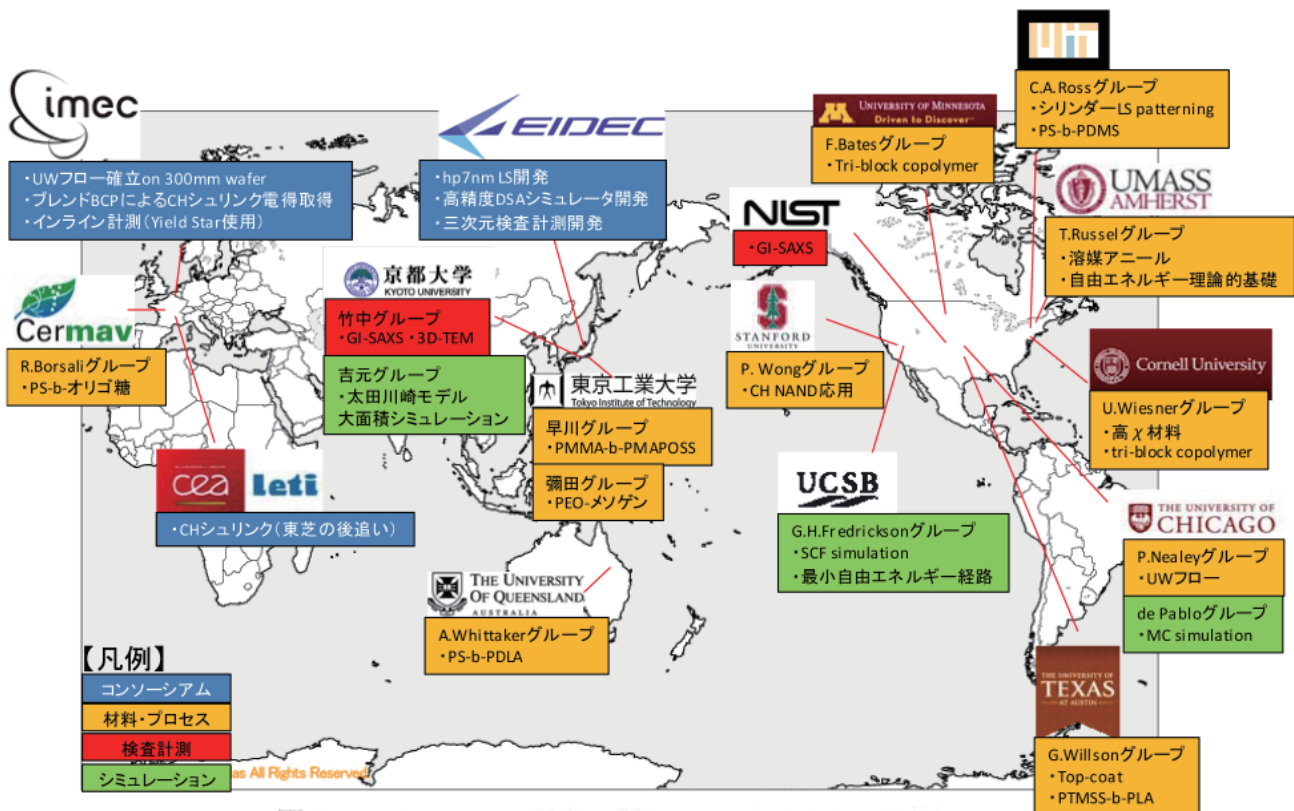 imec
・UWフロー確立on 300mm wafer
・ブレンドBCPによるCHシュリンク電得取得
・インライン計測（Yield Star使用）
EIDEC
・hp7nm LS開発
・高精度DSAシミュレータ開発
・三次元検査計測開発
UNIVERSITY OF MINNESOTA
Driven to Discover
F.Batesグループ
・Tri-block copolymer
MIT
C.A.Rossグループ
・シリンダーLS patterning
・PS-b-PDMS
UMASS
AMHERST
T.Russelグループ
・溶媒アニール
・自由エネルギー理論的基礎
NIST
・GI-SAXS
Cermav
R.Borsaliグループ
・PS-b-オリゴ糖
京都大学
KYOTO UNIVERSITY
竹中グループ
・GI-SAXS ・3D-TEM
吉元グループ
・太田川崎モデル
大面積シミュレーション
東京工業大学
Tokyo Institute of Technology
早川グループ
・PMMA-b-PMAPOSS
彌田グループ
・PEO-メソゲン
STANFORD
UNIVERSITY
P. Wongグループ
・CH NAND応用
Cornell University
U.Wiesnerグループ
・高χ材料
・tri-block copolymer
cea leti
・CHシュリンク（東芝の後追い）
UCSB
G.H.Fredricksonグループ
・SCF simulation
・最小自由エネルギー経路
THE UNIVERSITY OF
CHICAGO
P.Nealeyグループ
・UWフロー
de Pabloグループ
・MC simulation
THE UNIVERSITY
OF QUEENSLAND
AUSTRALIA
A.Whittakerグループ
・PS-b-PDLA
THE UNIVERSITY OF
TEXAS
AT AUSTIN
G.Willsonグループ
・Top-coat
・PTMSS-b-PLA
【凡例】
コンソーシアム
材料・プロセス
検査計測
シミュレーション
as All Rights Reserved